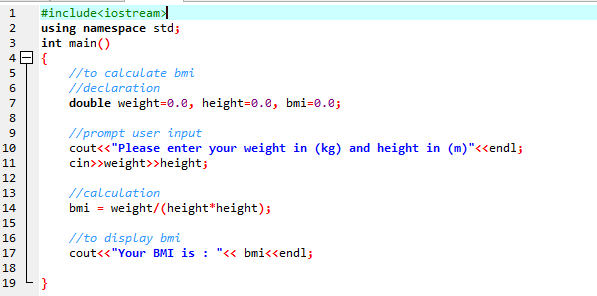 1 #include<iostream>
2 using namespace std;
3 int main()
4 {
5 //to calculate bmi
6 //declaration
7 double weight=0.0, height=0.0, bmi=0.0;
8
9 //prompt user input
10 cout<<"Please enter your weight in (kg) and height in (m)"<<endl;
11 cin>>weight>>height;
12
13 //calculation
14 bmi = weight/(height*height);
15
16 //to display bmi
17 cout<<"Your BMI is : "<< bmi<<endl;
18
19 }